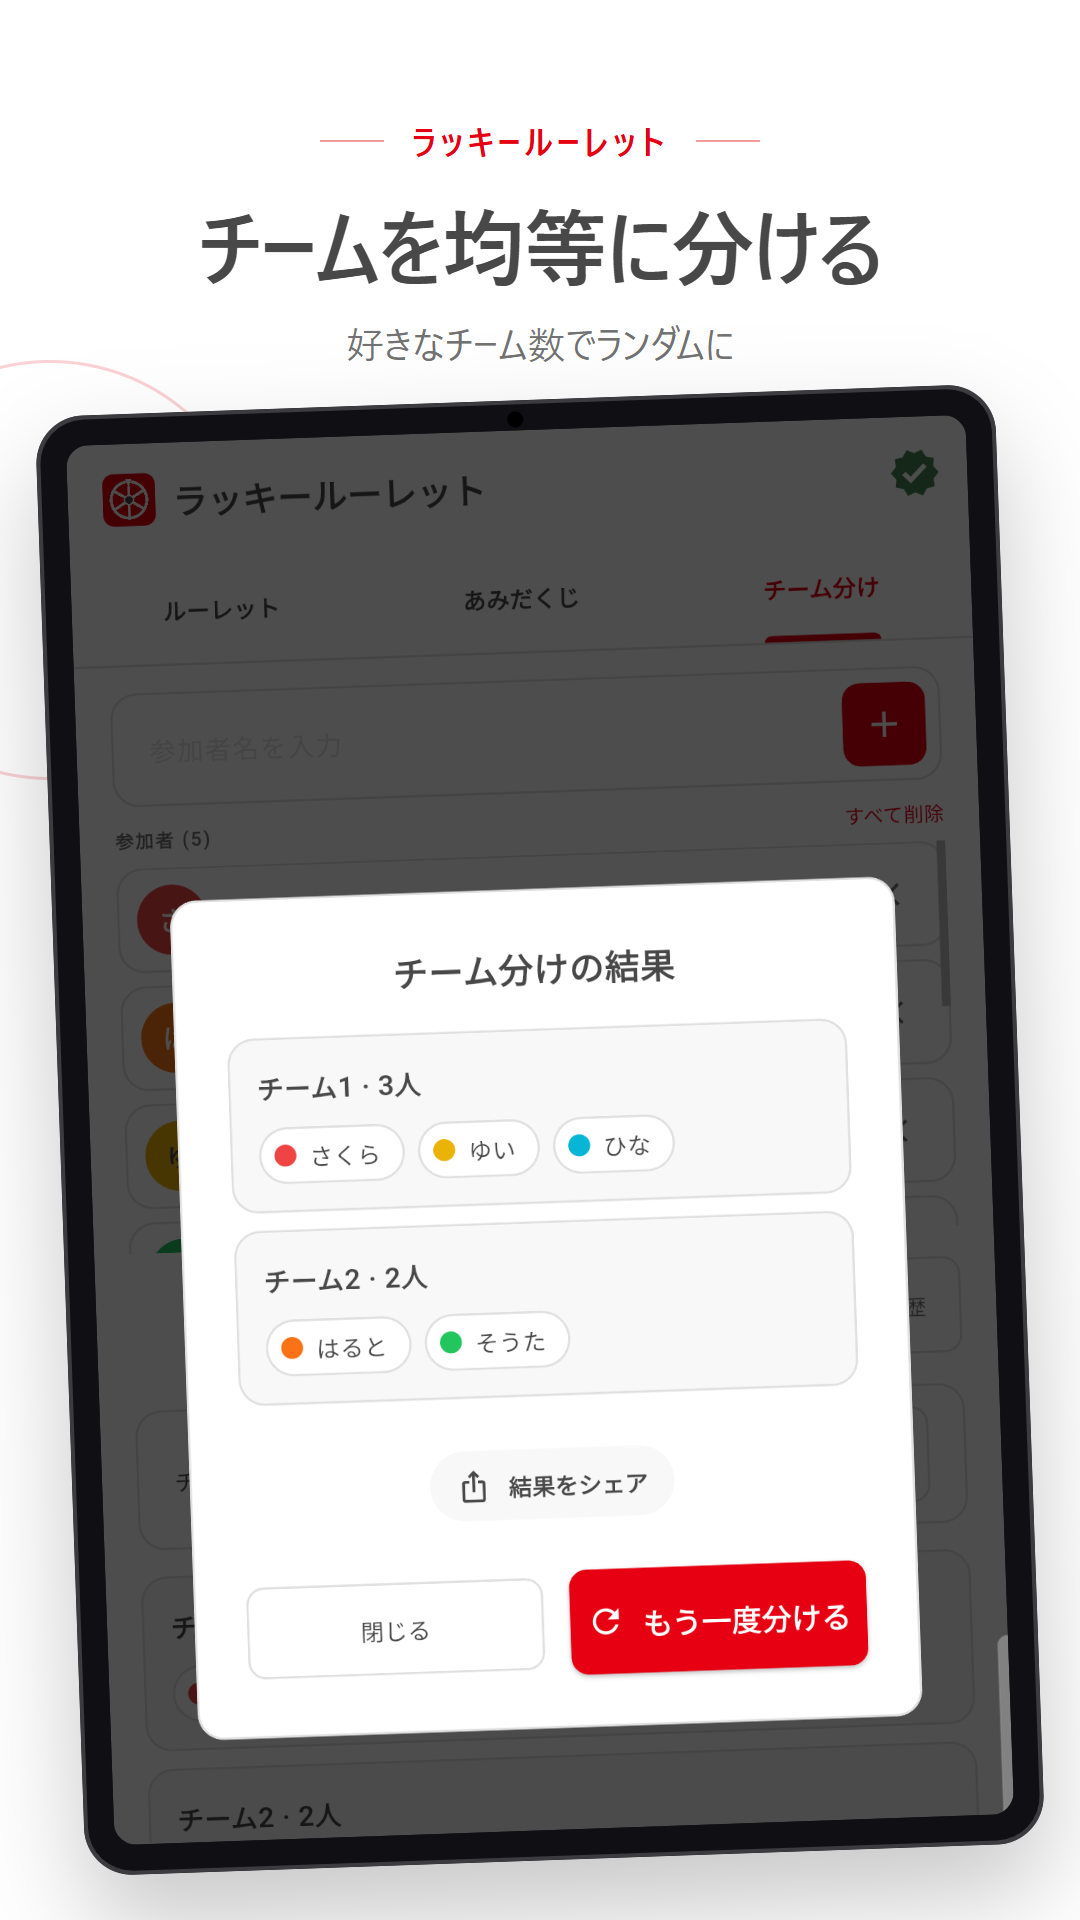 ラッキールーレット
チームを均等に分ける
好きなチーム数でランダムに
ラッキールーレット
ルーレット あみだくじ チーム分け
参加者名を入力
参加者 (5) すべて削除
チーム分けの結果
チーム1 · 3人
さくら ゆい ひな
チーム2 · 2人
はると そうた
歴
チ
結果をシェア
チ
閉じる もう一度分ける
チーム2 · 2人